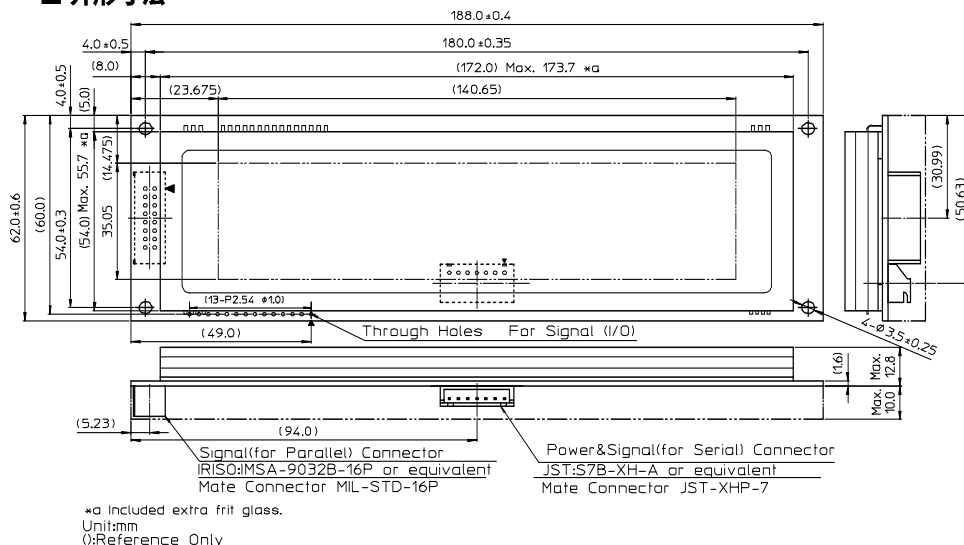 188.0±0.4
4.0±0.5
180.0±0.35
(8.0)
(172.0) Max. 173.7 *a
(23.675)
(140.65)
4.0±0.5
(5.0)
62.0±0.6
(60.0)
54.0±0.3
(54.0) Max. 55.7 *a
35.05
(14.475)
(30.99)
(50.63)
(13-P2.54 φ1.0)
(49.0)
Through Holes For Signal (I/O)
4-φ3.5±0.25
(1.6)
Max. 12.8
Max. 10.0
(5.23)
(94.0)
Signal(for Parallel) Connector
IRISO:IMSA-9032B-16P or equivalent
Mate Connector MIL-STD-16P
Power&Signal(for Serial) Connector
JST:S7B-XH-A or equivalent
Mate Connector JST-XHP-7
*a Included extra frit glass.
Unit:mm
():Reference Only